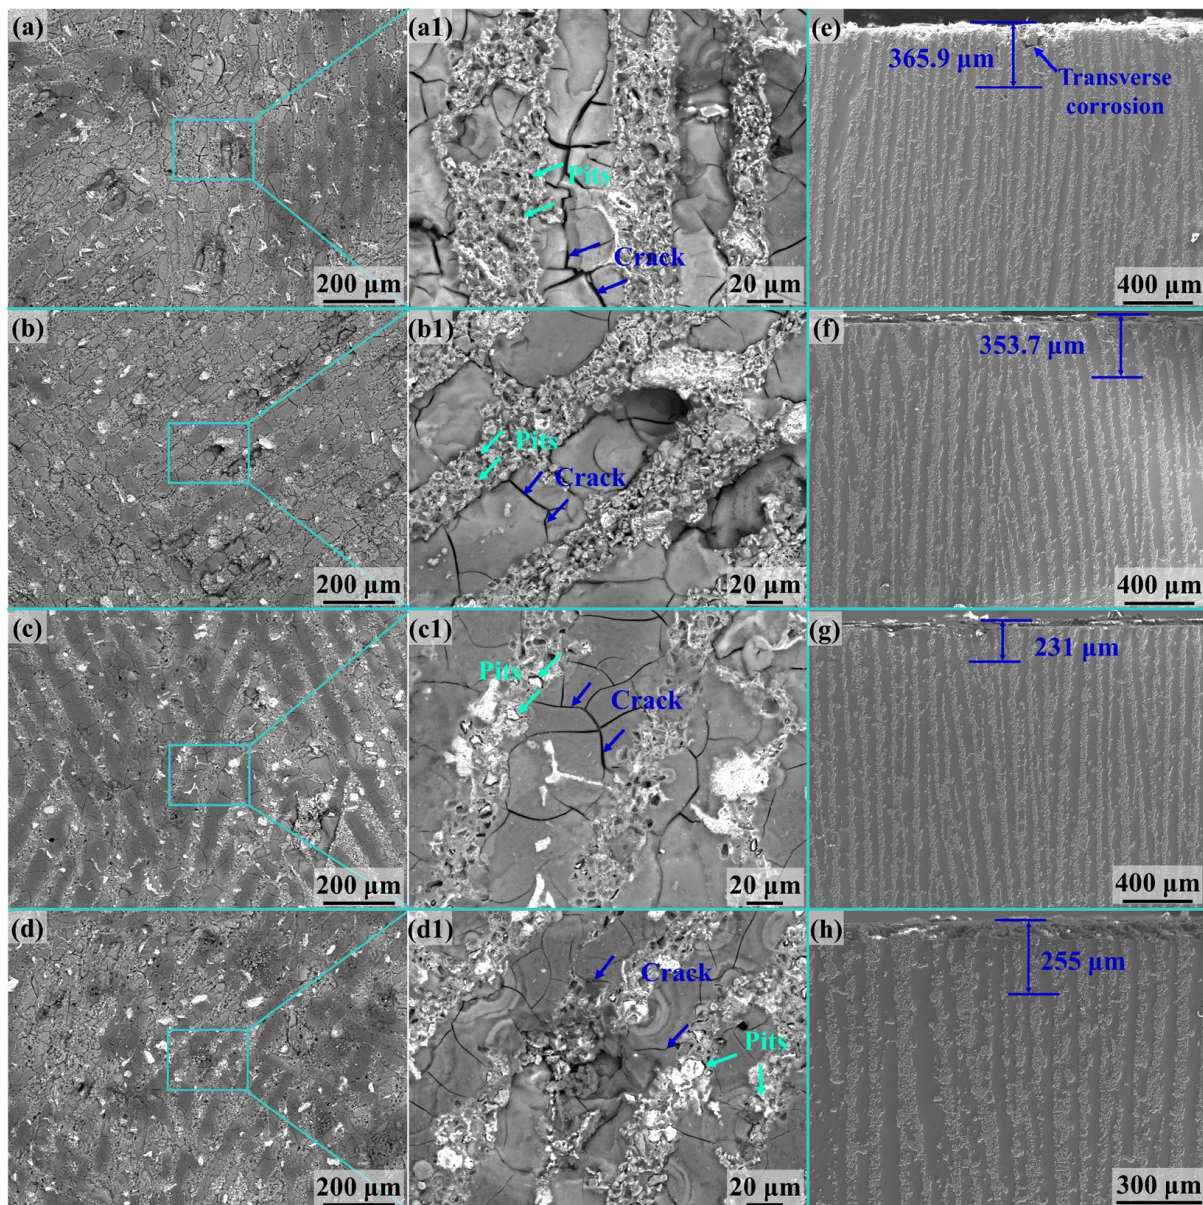 (a)
200 µm
(a1)
Pits
Crack
20 µm
(e)
365.9 µm
Transverse
corrosion
400 µm
(b)
200 µm
(b1)
Pits
Crack
20 µm
(f)
353.7 µm
400 µm
(c)
200 µm
(c1)
Pits
Crack
20 µm
(g)
231 µm
400 µm
(d)
200 µm
(d1)
Crack
Pits
20 µm
(h)
255 µm
300 µm